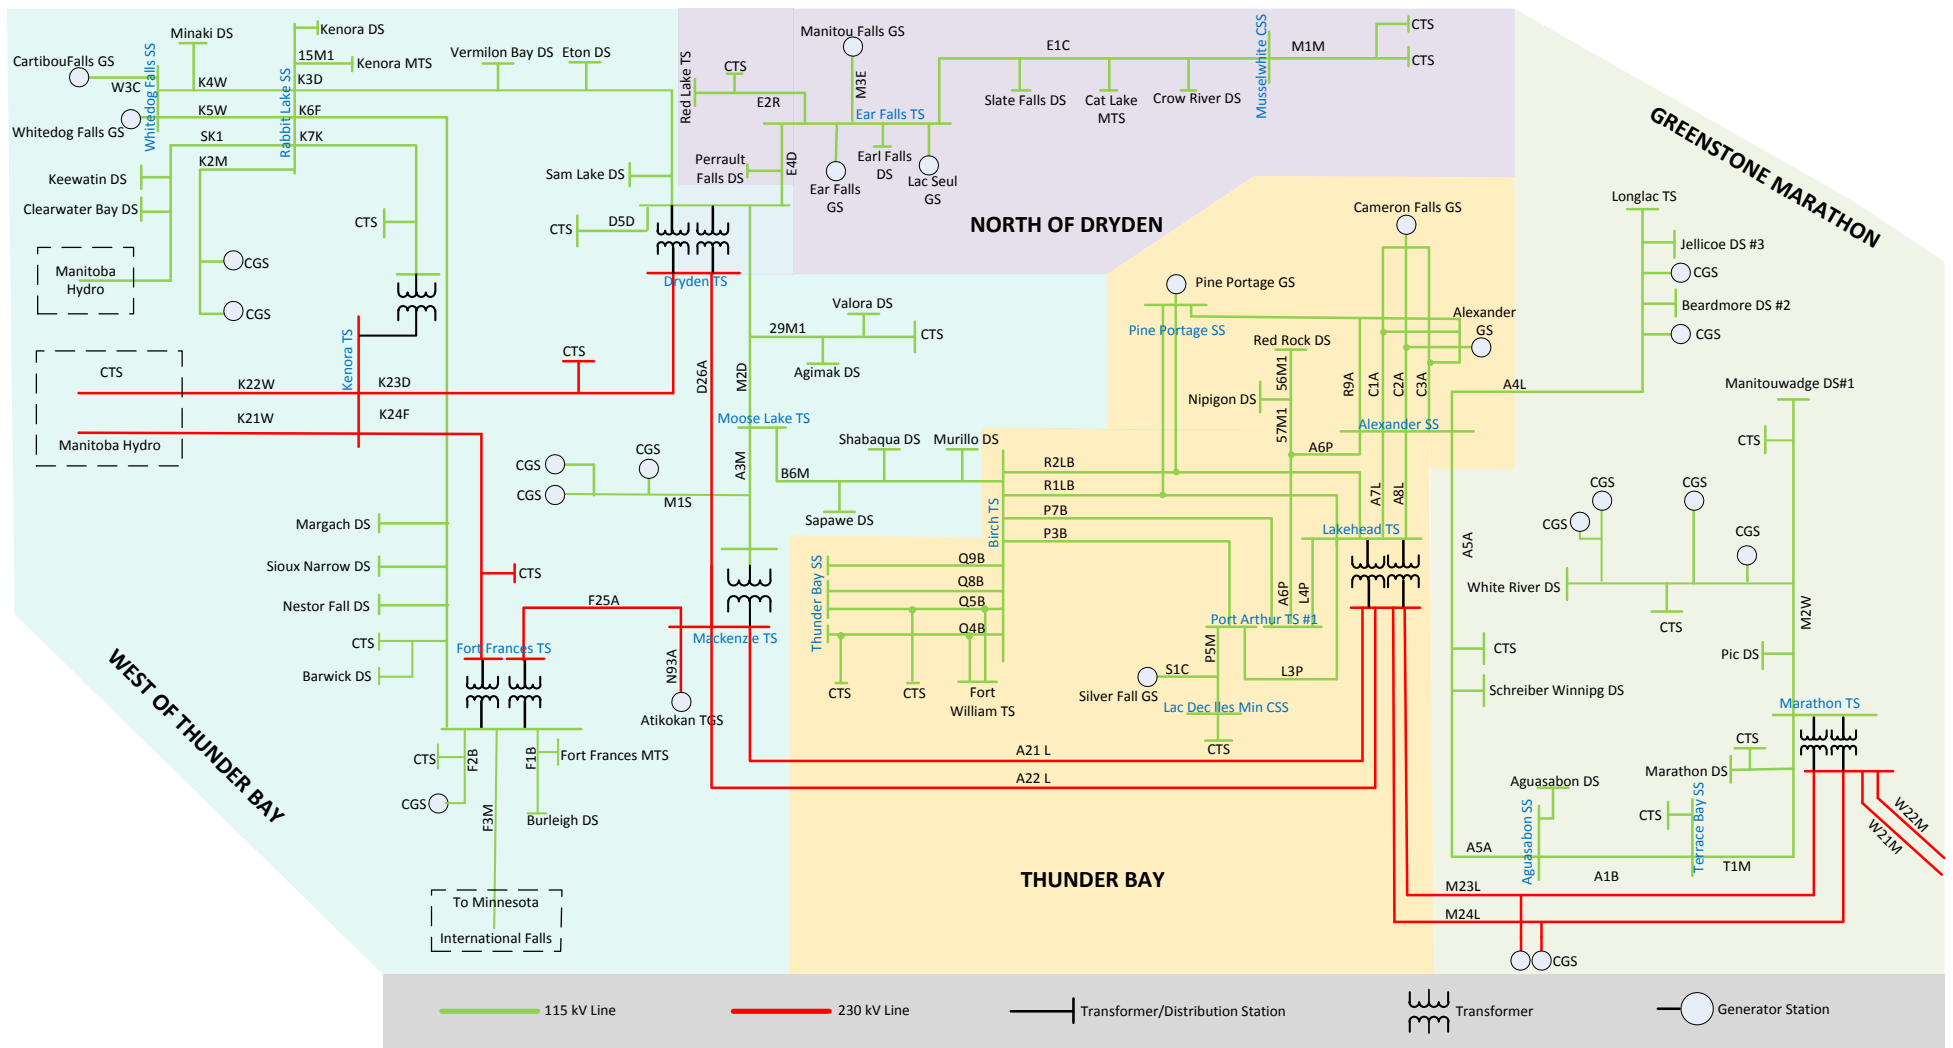 Minaki DS
Kenora DS
15M1
Kenora MTS
CartibouFalls GS
W3C
Whitedog Falls SS
K4W
K3D
Rabbit Lake SS
Vermilon Bay DS
Eton DS
K5W
K6F
Whitedog Falls GS
SK1
K7K
K2M
Keewatin DS
Clearwater Bay DS
CTS
CGS
CGS
Manitoba
Hydro
Sam Lake DS
CTS
D5D
Dryden TS
Kenora TS
CTS
K22W
K23D
K21W
K24F
Manitoba Hydro
CTS
D26A
M2D
29M1
Valora DS
CTS
Agimak DS
Moose Lake TS
A3M
B6M
Shabaqua DS
Murillo DS
Sapawe DS
CGS
CGS
CGS
M1S
Margach DS
Sioux Narrow DS
Nestor Fall DS
CTS
Barwick DS
CTS
F25A
Fort Frances TS
N93A
Mackenzie TS
Atikokan TGS
CTS
F2B
CGS
F3M
F1B
Fort Frances MTS
Burleigh DS
To Minnesota
International Falls
WEST OF THUNDER BAY
Red Lake TS
CTS
E2R
Manitou Falls GS
M3E
Ear Falls TS
E1C
Musselwhite CSS
M1M
CTS
CTS
Slate Falls DS
Cat Lake
MTS
Crow River DS
Perrault
Falls DS
E4D
Ear Falls
GS
Earl Falls
DS
Lac Seul
GS
NORTH OF DRYDEN
Cameron Falls GS
Pine Portage GS
Pine Portage SS
Alexander
GS
Red Rock DS
56M1
Nipigon DS
57M1
R9A
C1A
C2A
C3A
Alexander SS
A6P
R2LB
R1LB
P7B
P3B
Birch TS
A7L
A8L
Lakehead TS
Thunder Bay SS
Q9B
Q8B
Q5B
Q4B
CTS
CTS
Fort
William TS
A6P
L4P
Port Arthur TS #1
P5M
S1C
Silver Fall GS
L3P
Lac Dec lles Min CSS
CTS
A21 L
A22 L
THUNDER BAY
GREENSTONE MARATHON
Longlac TS
Jellicoe DS #3
CGS
Beardmore DS #2
CGS
A4L
Manitouwadge DS#1
CTS
CGS
CGS
CGS
CGS
A5A
White River DS
CTS
M2W
CTS
Pic DS
Schreiber Winnipg DS
Marathon TS
CTS
Marathon DS
Aguasabon DS
Aguasabon SS
CTS
Terrace Bay SS
A5A
A1B
T1M
W22M
W21M
M23L
M24L
CGS
115 kV Line
230 kV Line
Transformer/Distribution Station
Transformer
Generator Station